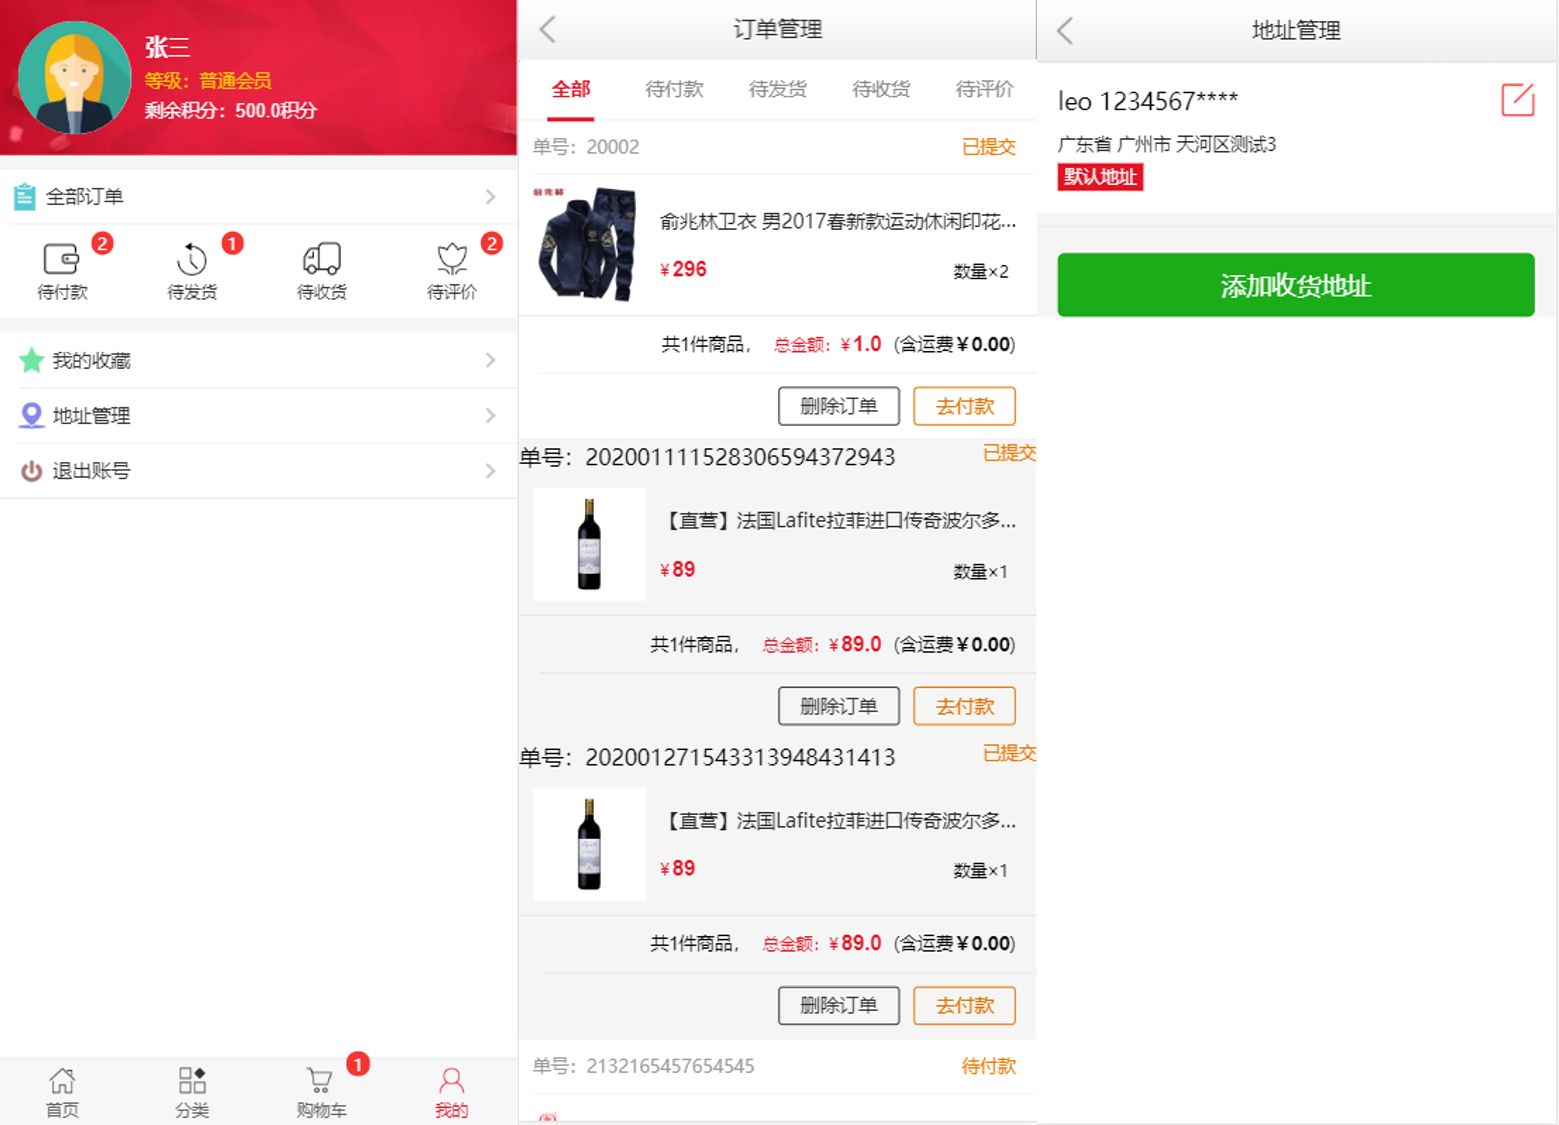 张三
等级：普通会员
剩余积分：500.0积分
全部订单
2
1
2
待付款
待发货
待收货
待评价
我的收藏
地址管理
退出账号
1
首页
分类
购物车
我的
订单管理
全部
待付款
待发货
待收货
待评价
单号：20002
已提交
俞兆林卫衣 男2017春新款运动休闲印花...
¥296
数量×2
共1件商品， 总金额：¥1.0 (含运费¥0.00)
删除订单
去付款
单号：202001111528306594372943
已提交
【直营】法国Lafite拉菲进口传奇波尔多...
¥89
数量×1
共1件商品， 总金额：¥89.0 (含运费¥0.00)
删除订单
去付款
单号：202001271543313948431413
已提交
【直营】法国Lafite拉菲进口传奇波尔多...
¥89
数量×1
共1件商品， 总金额：¥89.0 (含运费¥0.00)
删除订单
去付款
单号：2132165457654545
待付款
地址管理
leo 1234567****
广东省 广州市 天河区测试3
默认地址
添加收货地址